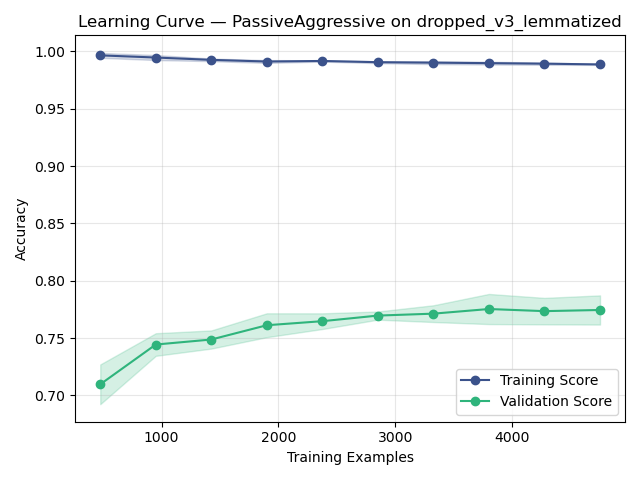 Learning Curve — PassiveAggressive on dropped_v3_lemmatized
1.00
0.95
0.90
0.85
0.80
0.75
0.70
Accuracy
1000
2000
3000
4000
Training Examples
Training Score
Validation Score